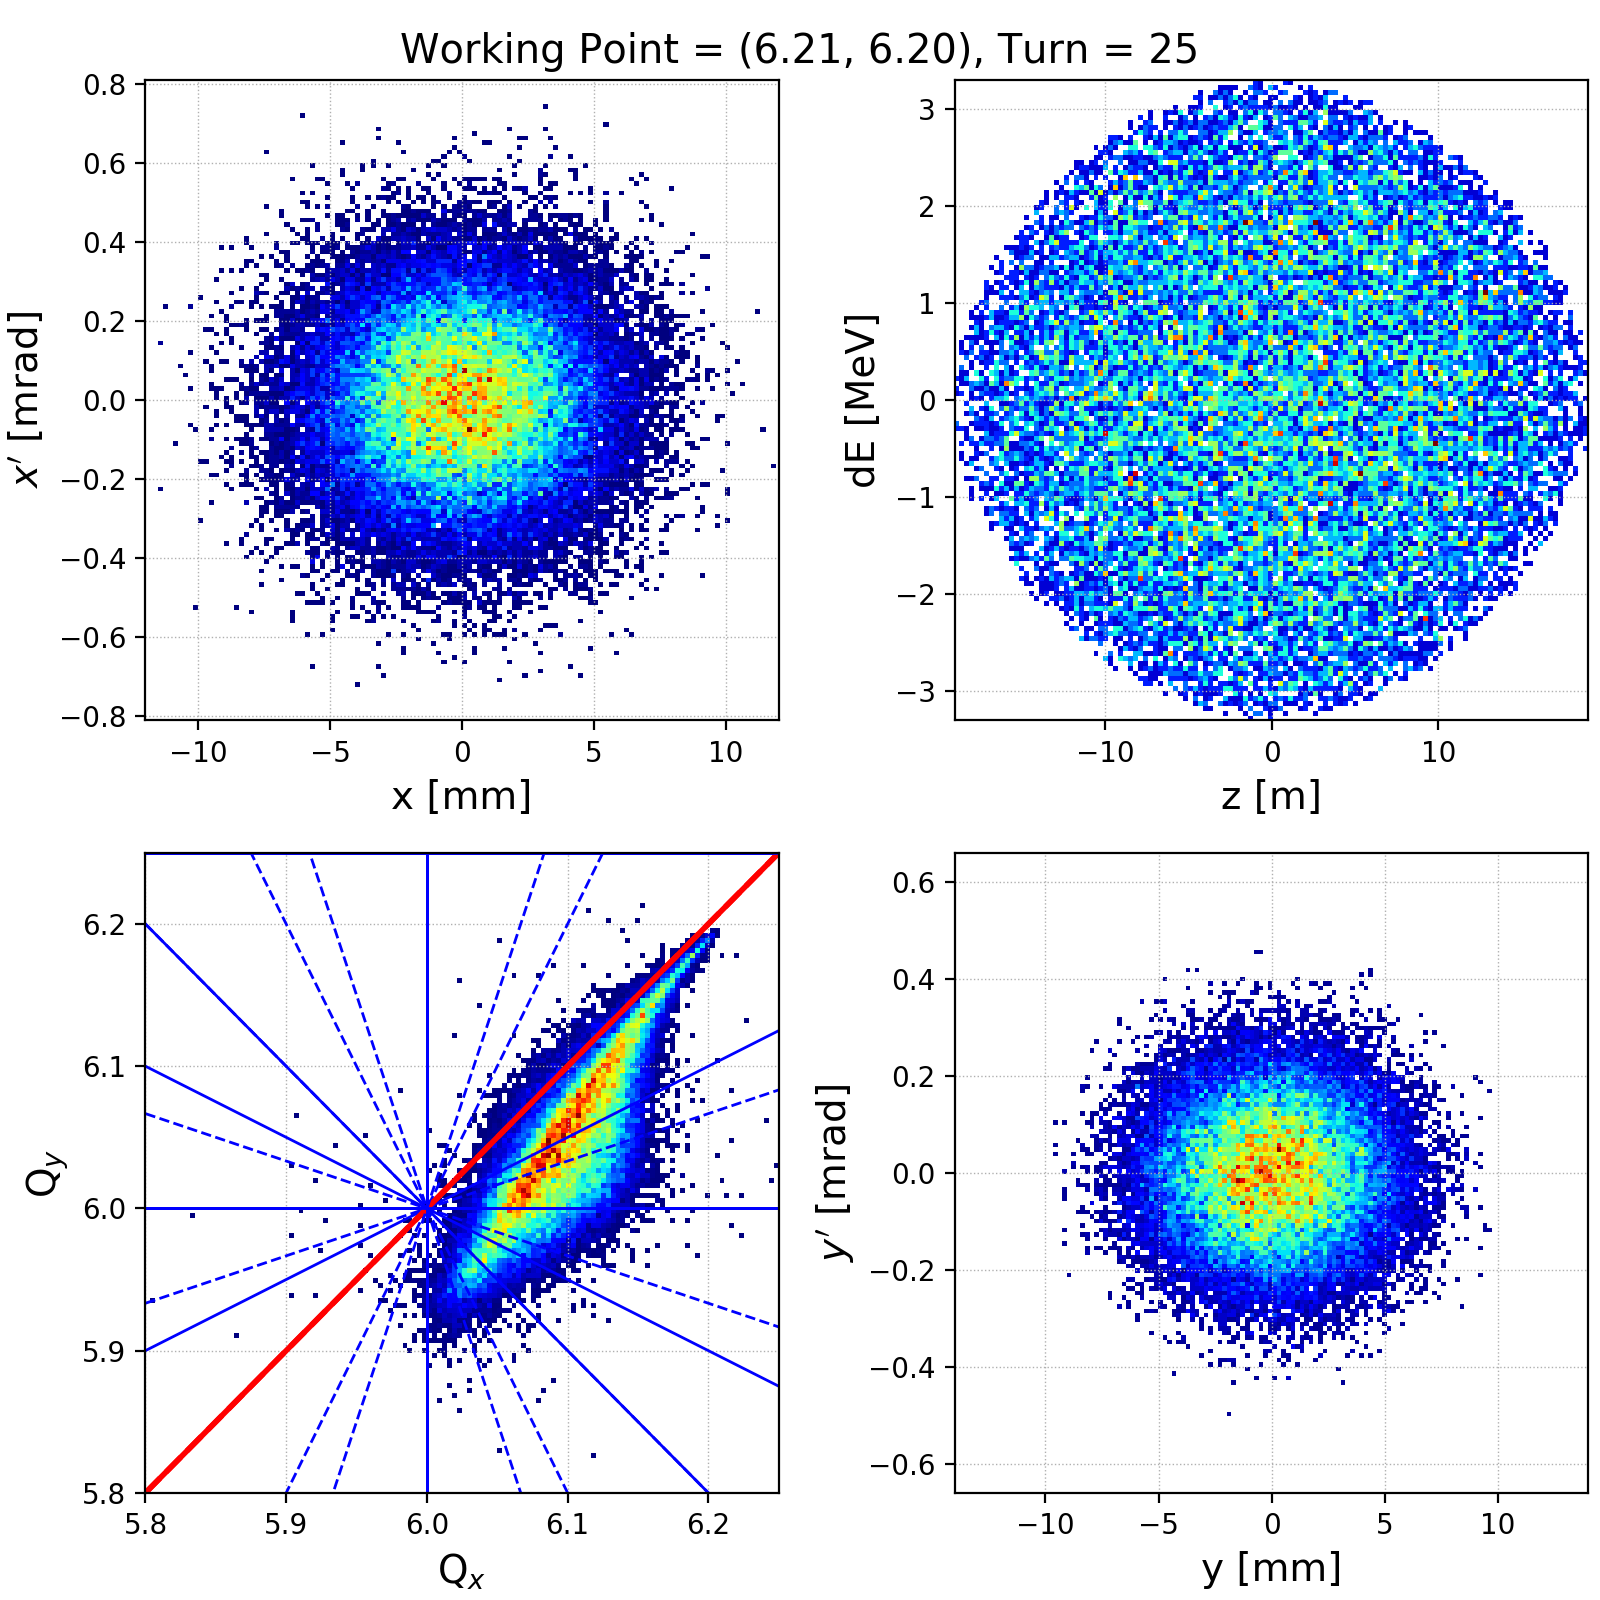 Working Point = (6.21, 6.20), Turn = 25
0.8
0.6
0.4
0.2
0.0
−0.2
−0.4
−0.6
−0.8
x′ [mrad]
−10 −5 0 5 10
x [mm]
3
2
1
0
−1
−2
−3
dE [MeV]
−10 0 10
z [m]
6.2
6.1
6.0
5.9
5.8
Qy
5.8 5.9 6.0 6.1 6.2
Qx
0.6
0.4
0.2
0.0
−0.2
−0.4
−0.6
y′ [mrad]
−10 −5 0 5 10
y [mm]